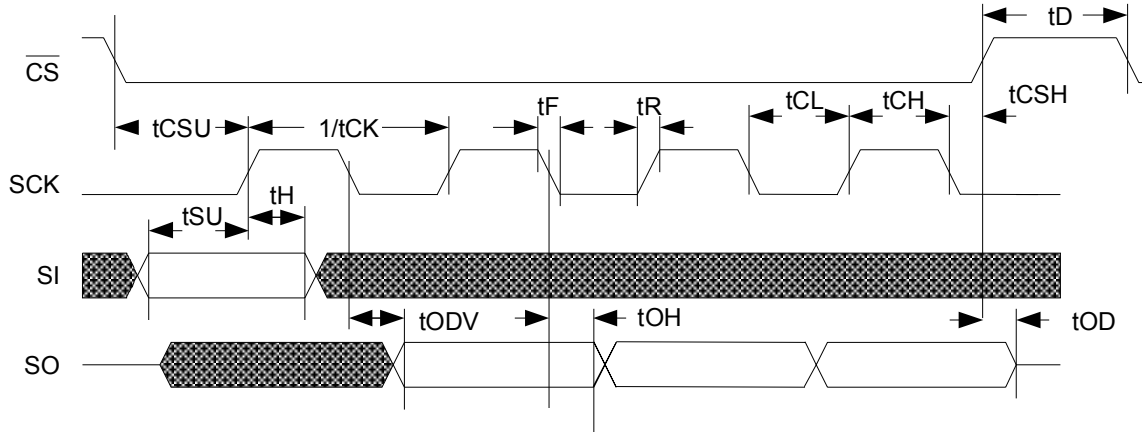 tD
CS
tF
tR
tCL
tCH
tCSH
tCSU
1/tCK
SCK
tH
tSU
SI
tODV
tOH
tOD
SO